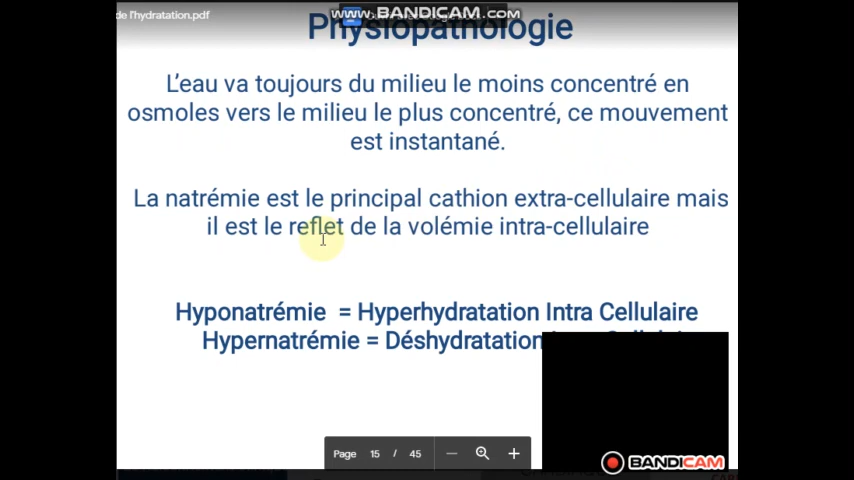 de l'hydratation.pdf
WWW.BANDICAM.COM
Physiopathologie
L'eau va toujours du milieu le moins concentré en
osmoles vers le milieu le plus concentré, ce mouvement
est instantané.
La natrémie est le principal cathion extra-cellulaire mais
il est le reflet de la volémie intra-cellulaire
Hyponatrémie = Hyperhydratation Intra Cellulaire
Hypernatrémie = Déshydratation
Page 15 / 45
BANDICAM